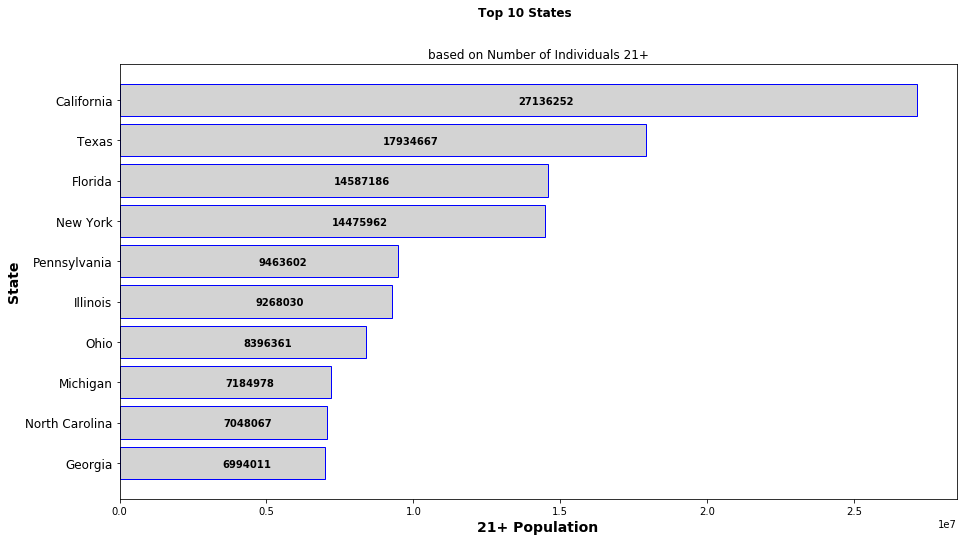 Top 10 States
based on Number of Individuals 21+
California 27136252
Texas 17934667
Florida 14587186
New York 14475962
Pennsylvania 9463602
Illinois 9268030
Ohio 8396361
Michigan 7184978
North Carolina 7048067
Georgia 6994011
State
0.0 0.5 1.0 1.5 2.0 2.5
1e7
21+ Population